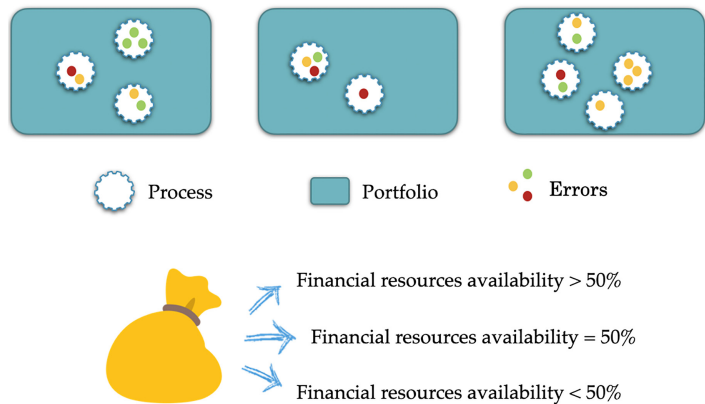 Process
Portfolio
Errors
Financial resources availability > 50%
Financial resources availability = 50%
Financial resources availability < 50%